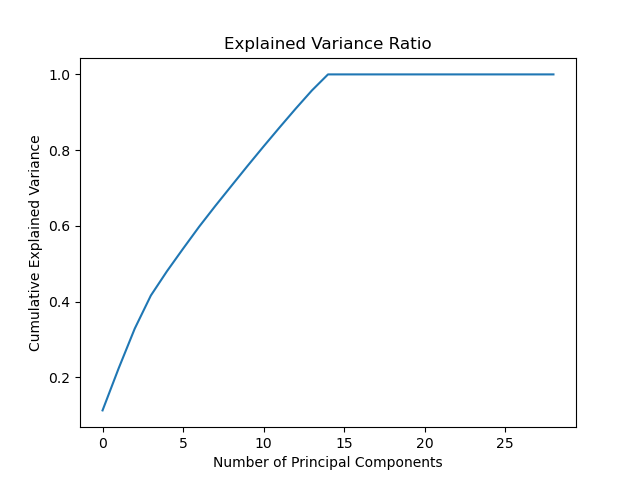 Explained Variance Ratio
1.0
0.8
0.6
0.4
0.2
Cumulative Explained Variance
0 5 10 15 20 25
Number of Principal Components